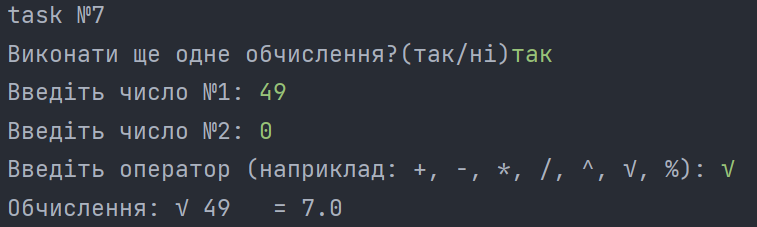 task №7
Виконати ще одне обчислення?(так/ні)так
Введіть число №1: 49
Введіть число №2: 0
Введіть оператор (наприклад: +, -, *, /, ^, √, %): √
Обчислення: √ 49   = 7.0